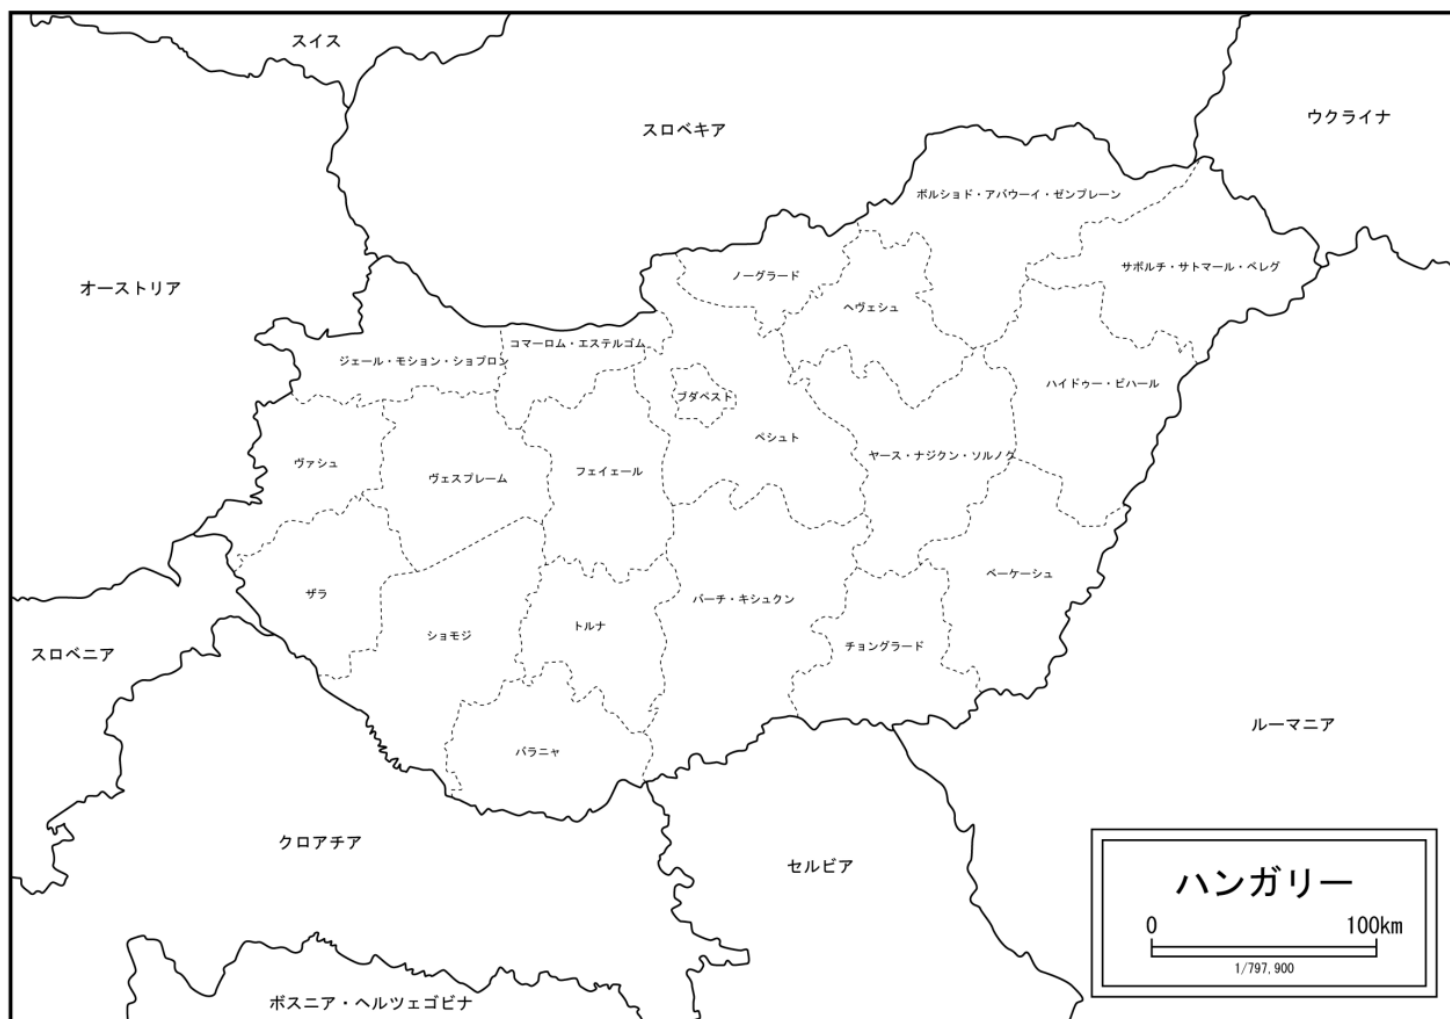 スイス
スロベキア
ウクライナ
ボルショド・アバウーイ・ゼンプレーン
サボルチ・サトマール・ベレグ
ノーグラード
オーストリア
ヘヴェシュ
コマーロム・エステルゴム
ジェール・モション・ショプロン
ハイドゥー・ビハール
ブダペスト
ペシュト
ヤース・ナジクン・ソルノク
ヴァシュ
フェイェール
ヴェスプレーム
ベーケーシュ
ザラ
バーチ・キシュクン
トルナ
ショモジ
チョングラード
スロベニア
ルーマニア
バラニャ
クロアチア
セルビア
ハンガリー
0 100km
1/797,900
ボスニア・ヘルツェゴビナ